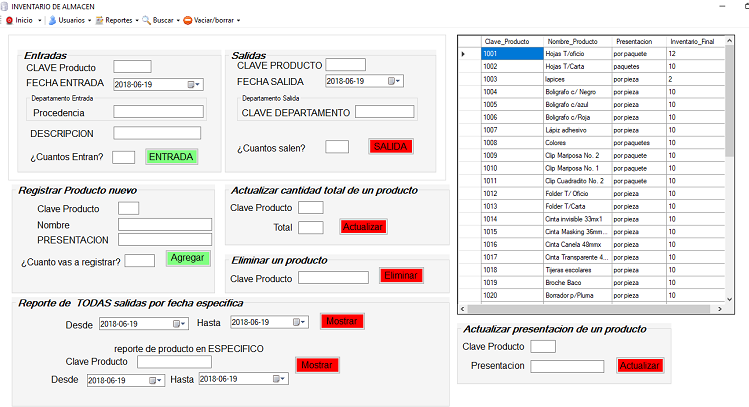 INVENTARIO DE ALMACEN
Inicio Usuarios Reportes Buscar Vaciar/borrar
Entradas
CLAVE Producto
FECHA ENTRADA 2018-06-19
Departamento Entrada
Procedencia
DESCRIPCION
¿Cuantos Entran? ENTRADA
Salidas
CLAVE PRODUCTO
FECHA SALIDA 2018-06-19
Departamento Salida
CLAVE DEPARTAMENTO
¿Cuantos salen? SALIDA
Clave_Producto Nombre_Producto Presentacion Inventario_Final
1001 Hojas T/oficio por paquete 12
1002 Hojas T/Carta paquetes 10
1003 lapices por pieza 2
1004 Boligrafo c/ Negro por pieza 10
1005 Boligrafo c/azul por pieza 10
1006 Boligrafo c/Roja por pieza 10
1007 Lápiz adhesivo por pieza 10
1008 Colores por paquetes 10
1009 Clip Mariposa No. 2 por paquete 10
1010 Clip Mariposa No. 1 por paquete 10
1011 Clip Cuadradito No. 2 por paquete 10
1012 Folder T/ Oficio por pieza 10
1013 Folder T/Carta por pieza 10
1014 Cinta invisible 33mx1 por pieza 10
1015 Cinta Masking 36mm... por pieza 10
1016 Cinta Canela 48mmx por pieza 10
1017 Cinta Transparente 4... por pieza 10
1018 Tijeras escolares por pieza 10
1019 Broche Baco por pieza 10
1020 Borrador p/Pluma por pieza 10
Registrar Producto nuevo
Clave Producto
Nombre
PRESENTACION
¿Cuanto vas a registrar? Agregar
Actualizar cantidad total de un producto
Clave Producto
Total Actualizar
Eliminar un producto
Clave Producto Eliminar
Reporte de TODAS salidas por fecha especifica
Desde 2018-06-19 Hasta 2018-06-19 Mostrar
reporte de producto en ESPECIFICO
Clave Producto Mostrar
Desde 2018-06-19 Hasta 2018-06-19
Actualizar presentacion de un producto
Clave Producto
Presentacion Actualizar